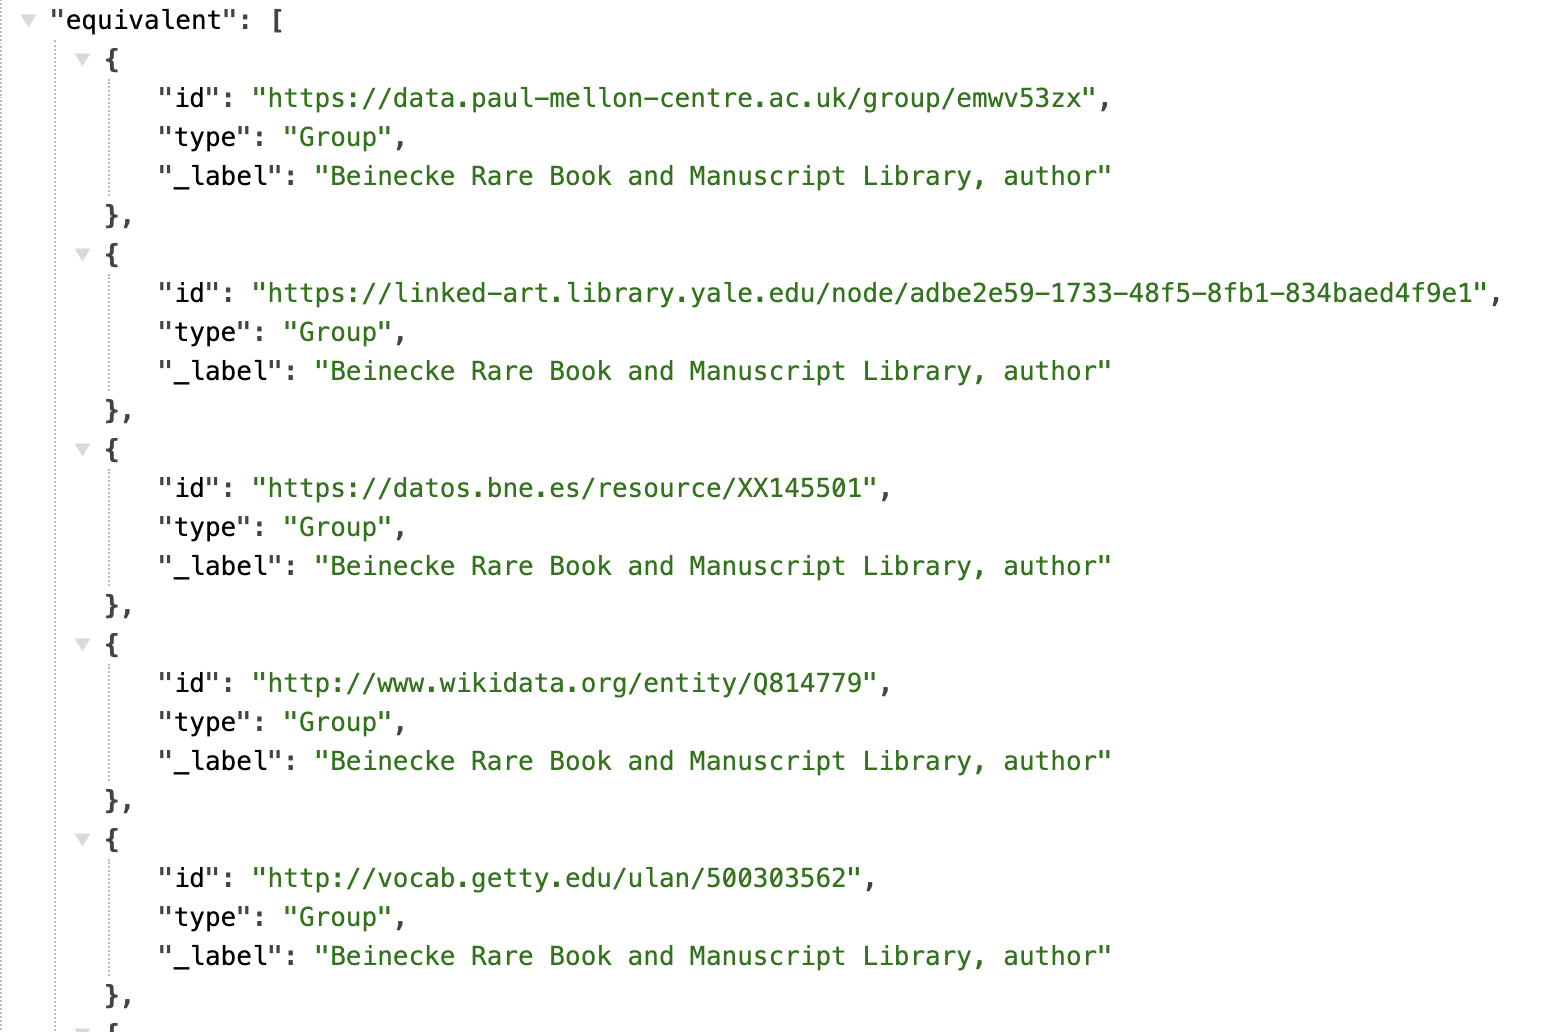 "equivalent": [
{
"id": "https://data.paul-mellon-centre.ac.uk/group/emwv53zx",
"type": "Group",
"_label": "Beinecke Rare Book and Manuscript Library, author"
},
{
"id": "https://linked-art.library.yale.edu/node/adbe2e59-1733-48f5-8fb1-834baed4f9e1",
"type": "Group",
"_label": "Beinecke Rare Book and Manuscript Library, author"
},
{
"id": "https://datos.bne.es/resource/XX145501",
"type": "Group",
"_label": "Beinecke Rare Book and Manuscript Library, author"
},
{
"id": "http://www.wikidata.org/entity/Q814779",
"type": "Group",
"_label": "Beinecke Rare Book and Manuscript Library, author"
},
{
"id": "http://vocab.getty.edu/ulan/500303562",
"type": "Group",
"_label": "Beinecke Rare Book and Manuscript Library, author"
},
{